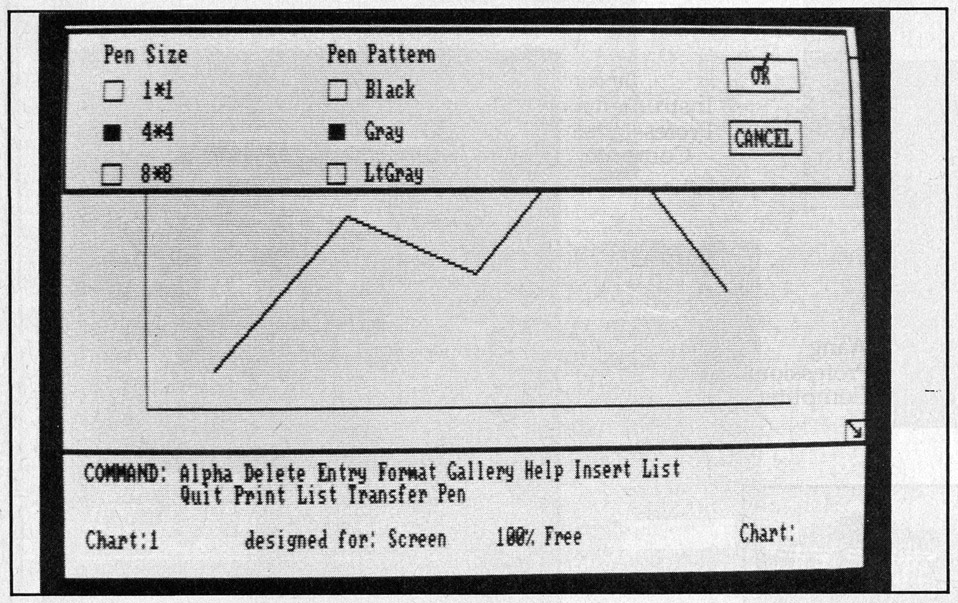 Pen Size Pen Pattern
1*1 Black OK
4*4 Gray CANCEL
8*8 LtGray
COMMAND: Alpha Delete Entry Format Gallery Help Insert List
Quit Print List Transfer Pen
Chart:1 designed for: Screen 100% Free Chart: